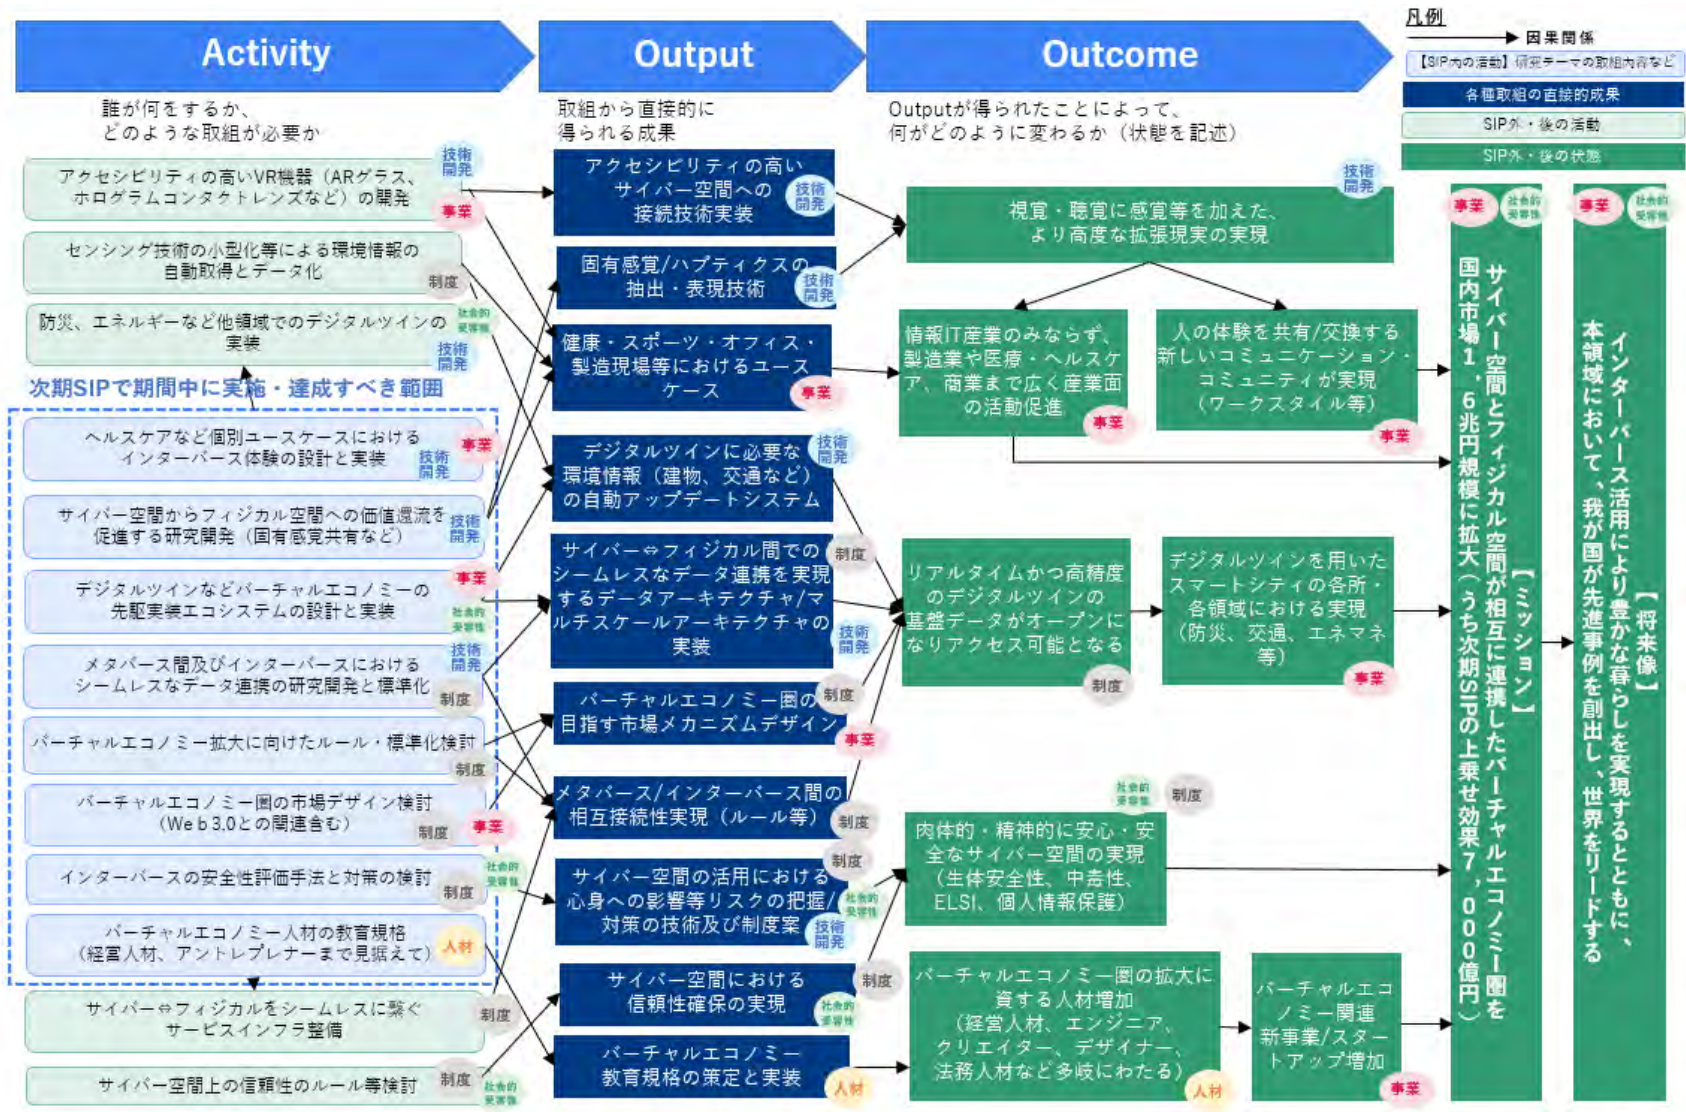 Activity
Output
Outcome
凡例
因果関係
【SIP内の活動】研究テーマの取組内容など
各種取組の直接的成果
SIP外・後の活動
SIP外・後の状態
誰が何をするか、
どのような取組が必要か
取組から直接的に
得られる成果
Outputが得られたことによって、
何がどのように変わるか（状態を記述）
アクセシビリティの高いVR機器（ARグラス、
ホログラムコンタクトレンズなど）の開発
技術
開発
事業
センシング技術の小型化等による環境情報の
自動取得とデータ化
制度
防災、エネルギーなど他領域でのデジタルツインの
実装
社会的
受容性
技術
開発
次期SIPで期間中に実施・達成すべき範囲
ヘルスケアなど個別ユースケースにおける
インターバース体験の設計と実装
事業
技術
開発
サイバー空間からフィジカル空間への価値還流を
促進する研究開発（固有感覚共有など）
技術
開発
デジタルツインなどバーチャルエコノミーの
先駆実装エコシステムの設計と実装
事業
社会的
受容性
メタバース間及びインターバースにおける
シームレスなデータ連携の研究開発と標準化
技術
開発
制度
バーチャルエコノミー拡大に向けたルール・標準化検討
制度
バーチャルエコノミー圏の市場デザイン検討
（Web3.0との関連含む）
制度
事業
インターバースの安全性評価手法と対策の検討
制度
社会的
受容性
バーチャルエコノミー人材の教育規格
（経営人材、アントレプレナーまで見据えて）
人材
サイバー⇔フィジカルをシームレスに繋ぐ
サービスインフラ整備
制度
サイバー空間上の信頼性のルール等検討
制度
社会的
受容性
アクセシビリティの高い
サイバー空間への
接続技術実装
技術
開発
固有感覚/ハプティクスの
抽出・表現技術
技術
開発
健康・スポーツ・オフィス・
製造現場等におけるユース
ケース
事業
デジタルツインに必要な
環境情報（建物、交通など）
の自動アップデートシステム
技術
開発
サイバー⇔フィジカル間での
シームレスなデータ連携を実現
するデータアーキテクチャ/マ
ルチスケールアーキテクチャの
実装
制度
技術
開発
バーチャルエコノミー圏の
目指す市場メカニズムデザイン
制度
事業
メタバース/インターバース間の
相互接続性実現（ルール等）
制度
サイバー空間の活用における
心身への影響等リスクの把握/
対策の技術及び制度案
制度
社会的
受容性
技術
開発
サイバー空間における
信頼性確保の実現
制度
社会的
受容性
バーチャルエコノミー
教育規格の策定と実装
人材
視覚・聴覚に感覚等を加えた、
より高度な拡張現実の実現
技術
開発
情報IT産業のみならず、
製造業や医療・ヘルスケ
ア、商業まで広く産業面
の活動促進
事業
人の体験を共有/交換する
新しいコミュニケーション・
コミュニティが実現
（ワークスタイル等）
事業
リアルタイムかつ高精度
のデジタルツインの
基盤データがオープンに
なりアクセス可能となる
制度
デジタルツインを用いた
スマートシティの各所・
各領域における実現
（防災、交通、エネマネ
等）
事業
社会的
受容性
制度
肉体的・精神的に安心・安
全なサイバー空間の実現
（生体安全性、中毒性、
ELSI、個人情報保護）
バーチャルエコノミー圏の拡大に
資する人材増加
（経営人材、エンジニア、
クリエイター、デザイナー、
法務人材など多岐にわたる）
人材
バーチャルエコ
ノミー関連
新事業/スター
トアップ増加
事業
事業
社会的
受容性
【ミッション】
サイバー空間とフィジカル空間が相互に連携したバーチャルエコノミー圏を
国内市場1．6兆円規模に拡大（うち次期SIPの上乗せ効果7,000億円）
事業
社会的
受容性
【将来像】
インターバース活用により豊かな暮らしを実現するとともに、
本領域において、我が国が先進事例を創出し、世界をリードする